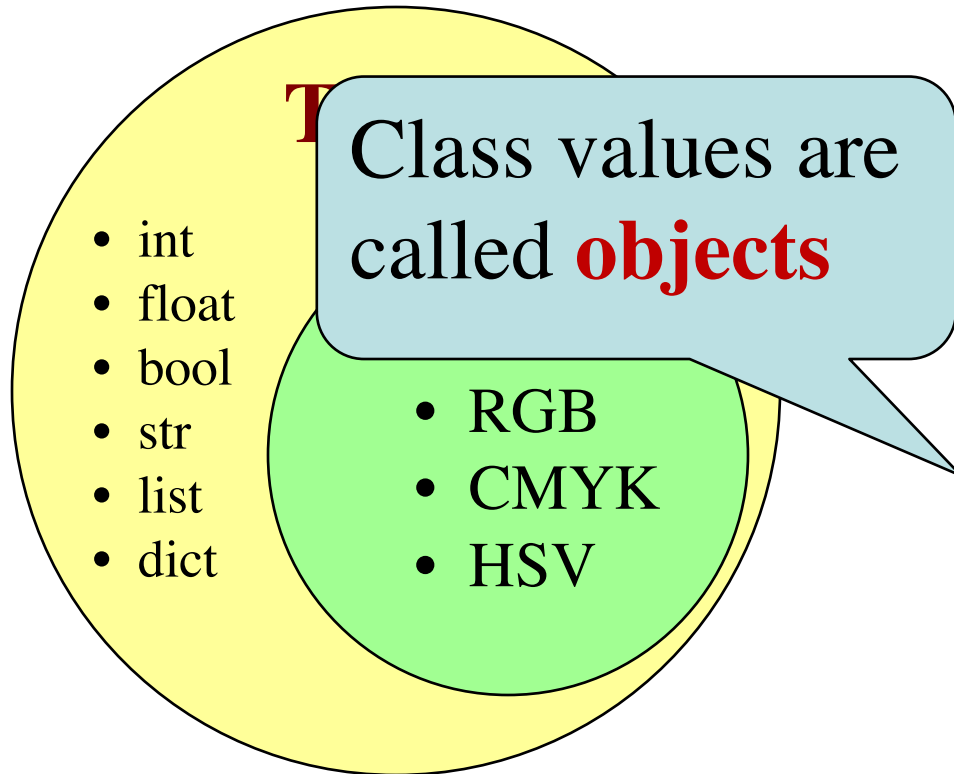 Class values are
called objects
• int
• float
• bool
• str
• list
• dict
• RGB
• CMYK
• HSV